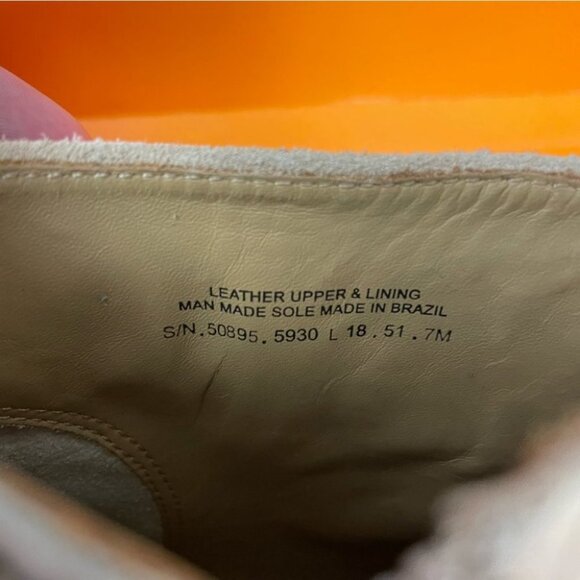 LEATHER UPPER & LINING
MAN MADE SOLE MADE IN BRAZIL
S/N.50895.5930 L 18.51.7M